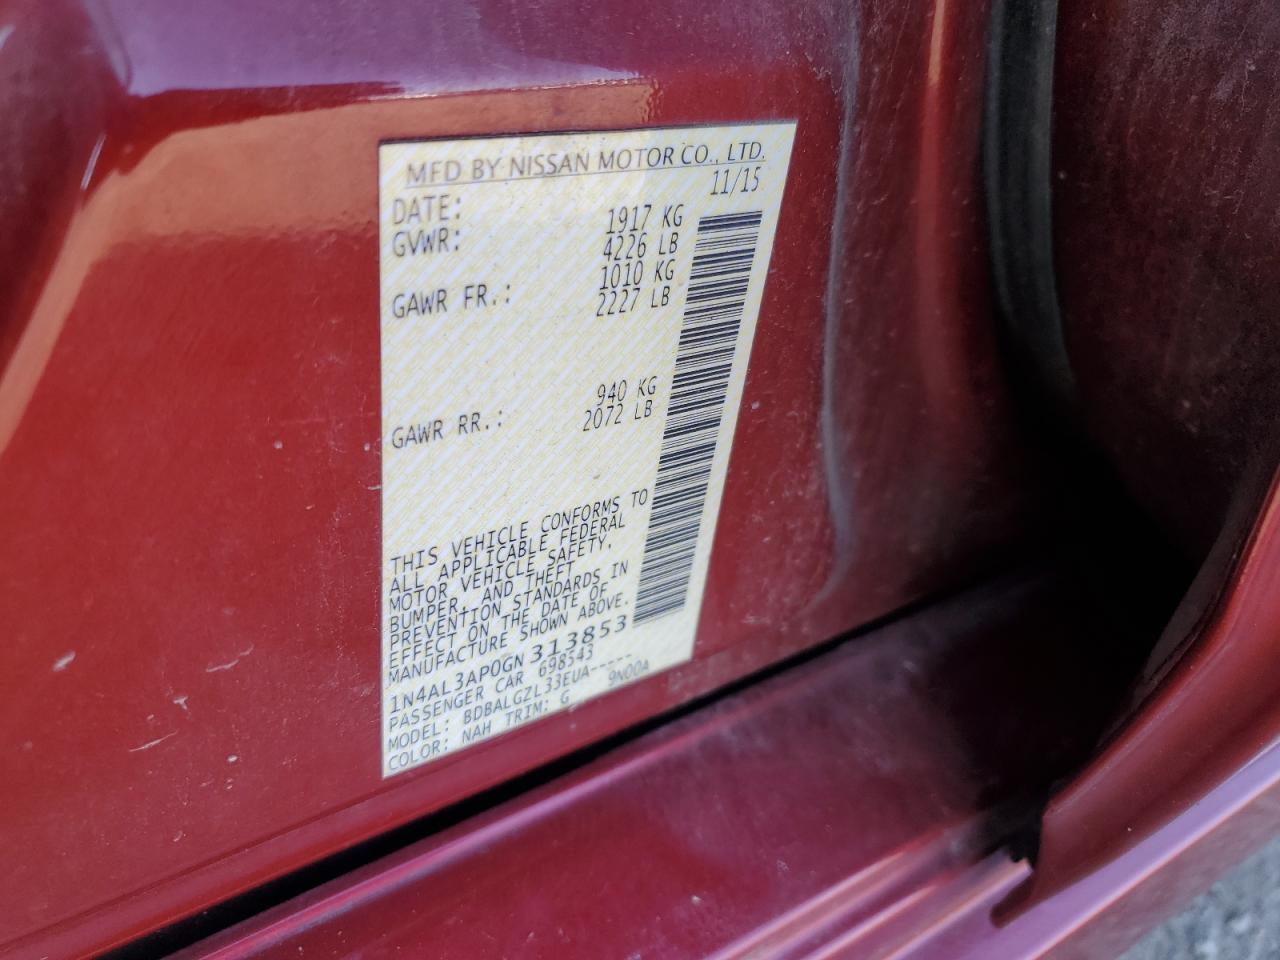 MFD BY NISSAN MOTOR CO., LTD.
DATE: 11/15
GVWR: 1917 KG
4226 LB
GAWR FR.: 1010 KG
2227 LB
GAWR RR.: 940 KG
2072 LB
THIS VEHICLE CONFORMS TO
ALL APPLICABLE FEDERAL
MOTOR VEHICLE SAFETY,
BUMPER, AND THEFT
PREVENTION STANDARDS IN
EFFECT ON THE DATE OF
MANUFACTURE SHOWN ABOVE.
1N4AL3AP0GN 313853
PASSENGER CAR 698543
MODEL: BDBALGZL33EUA-----
COLOR: NAH TRIM: G 9N00A